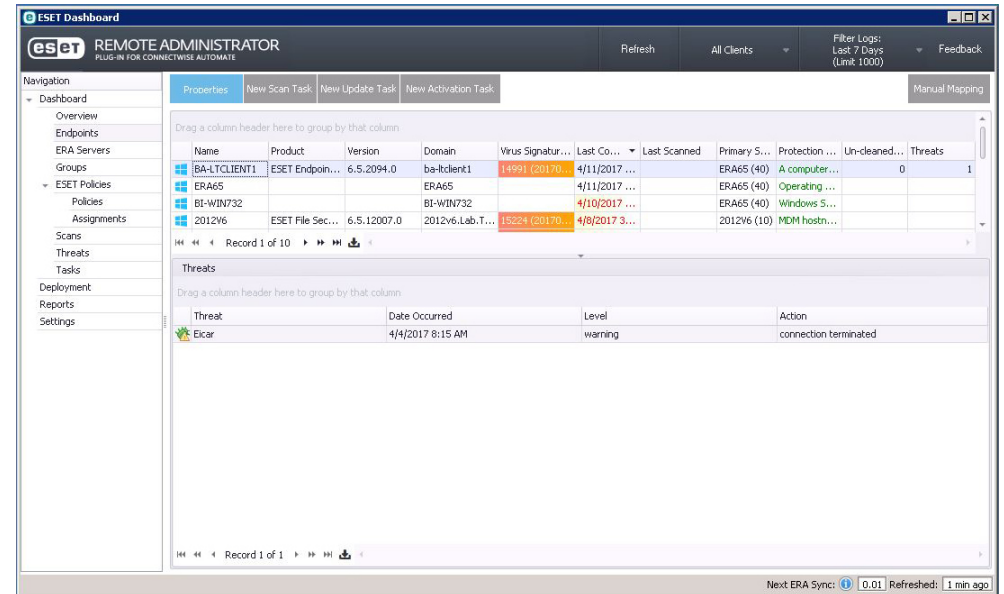 ESET Dashboard
eset REMOTE ADMINISTRATOR
PLUG-IN FOR CONNECTWISE AUTOMATE
Refresh
All Clients
Filter Logs:
Last 7 Days
(Limit 1000)
Feedback
Navigation
Dashboard
Overview
Endpoints
ERA Servers
Groups
ESET Policies
Policies
Assignments
Scans
Threats
Tasks
Deployment
Reports
Settings
Properties New Scan Task New Update Task New Activation Task Manual Mapping
Drag a column header here to group by that column
Name Product Version Domain Virus Signatur... Last Co... Last Scanned Primary S... Protection ... Un-cleaned... Threats
BA-LTCLIENT1 ESET Endpoin... 6.5.2094.0 ba-ltclient1 14991 (20170... 4/11/2017 ... ERA65 (40) A computer... 0 1
ERA65 ERA65 4/11/2017 ... ERA65 (40) Operating ...
BI-WIN732 BI-WIN732 4/10/2017 ... ERA65 (40) Windows S...
2012V6 ESET File Sec... 6.5.12007.0 2012v6.Lab.T... 15224 (20170... 4/8/2017 3... 2012V6 (10) MDM hostn...
Record 1 of 10
Threats
Drag a column header here to group by that column
Threat Date Occurred Level Action
Eicar 4/4/2017 8:15 AM warning connection terminated
Record 1 of 1
Next ERA Sync: 0.01 Refreshed: 1 min ago